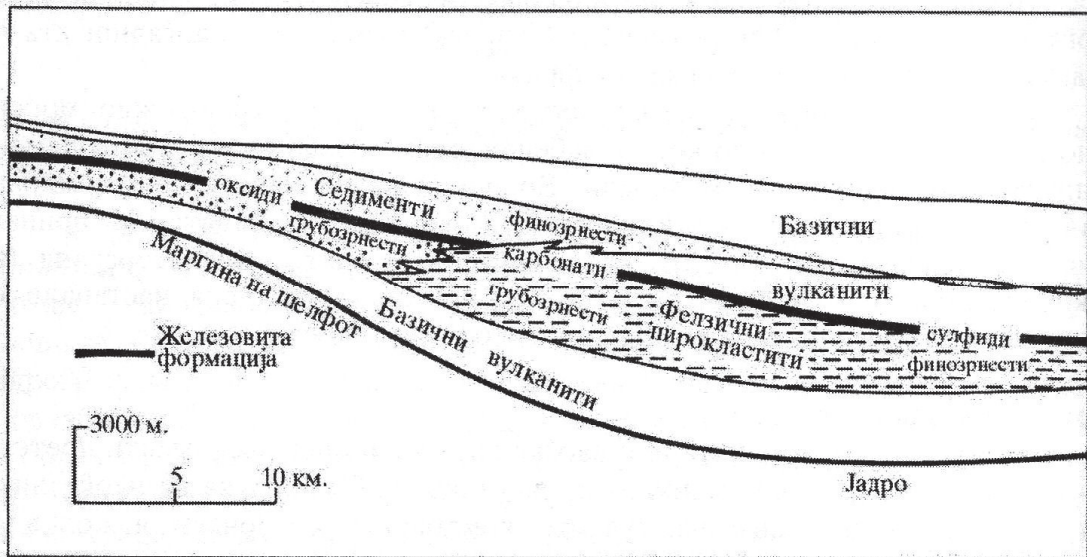 оксиди
Седименти
грубозрнести
финозрнести
Базични
карбонати
вулканити
грубозрнести
Фелзични
пирокластити
сулфиди
финозрнести
Маргина на шелфот
Базични вулканити
Железовита
формација
3000 м.
5
10 км.
Јадро